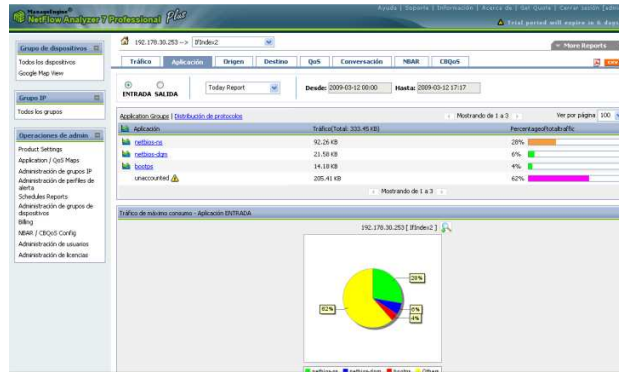 ManageEngine
NetFlow Analyzer 7 Professional Plus
Ayuda | Soporte | Información | Acerca de | Get Quote | Cerrar Sesión [admin
Trial period will expire in 6 days
Grupo de dispositivos
Todos los dispositivos
Google Map View
Grupo IP
Todos los grupos
Operaciones de admin
Product Settings
Application / QoS Maps
Administración de grupos IP
Administración de perfiles de
alerta
Schedules Reports
Administración de grupos de
dispositivos
Billing
NBAR / CBQoS Config
Administración de usuarios
Administración de licencias
192.178.30.253 --> IfIndex2
More Reports
Tráfico Aplicación Origen Destino QoS Conversación NBAR CBQoS
ENTRADA SALIDA
Today Report
Desde: 2009-03-12 00:00 Hasta: 2009-03-12 17:17
Application Groups | Distribución de protocolos
Mostrando de 1 a 3
Ver por página 100
Aplicación Tráfico(Total: 333.45 KB) Percentageoftotaltraffic
netbios-ns 92.26 KB 28%
netbios-dgm 21.58 KB 6%
bootps 14.18 KB 4%
unaccounted 205.41 KB 62%
Mostrando de 1 a 3
Tráfico de máximo consumo - Aplicación ENTRADA
192.178.30.253 [ IfIndex2 ]
28%
62%
6%
4%
netbios-ns netbios-dgm bootps Others